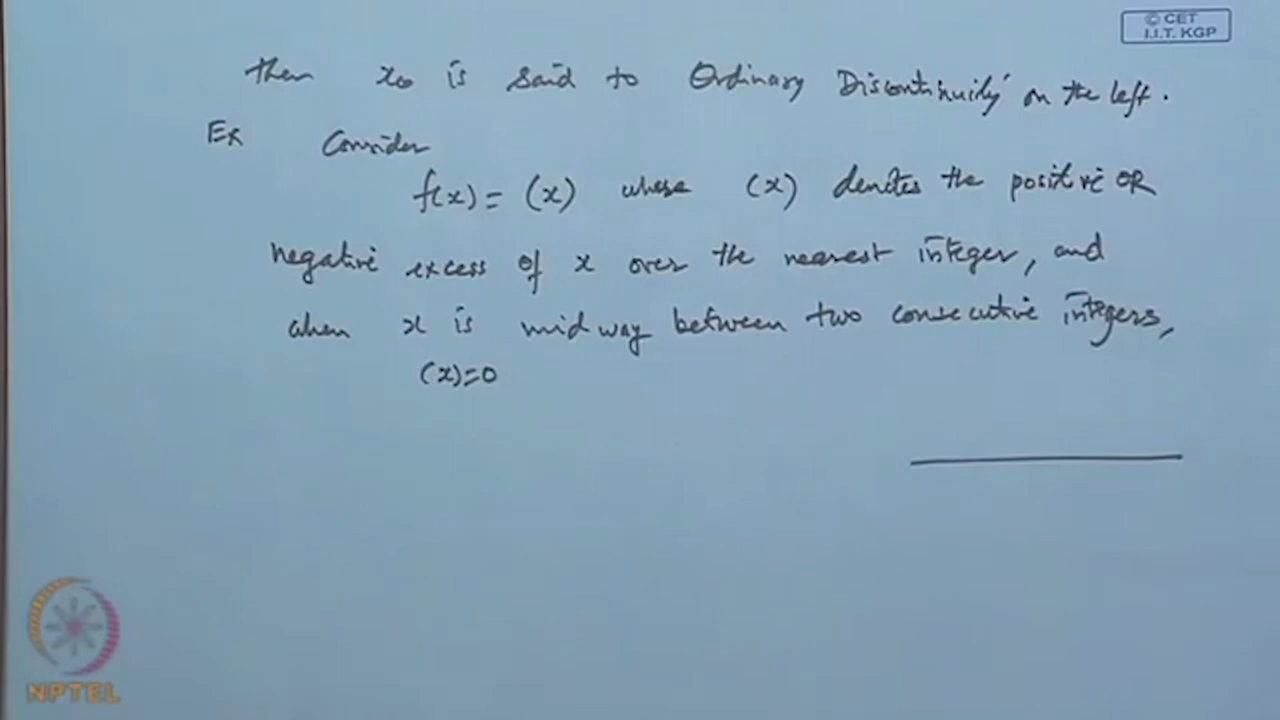 © CET
I.I.T. KGP
then x₀ is said to Ordinary Discontinuity on the left.
Ex Consider
f(x) = (x) where (x) denotes the positive OR
negative excess of x over the nearest integer, and
when x is midway between two consecutive integers,
(x)=0
NPTEL